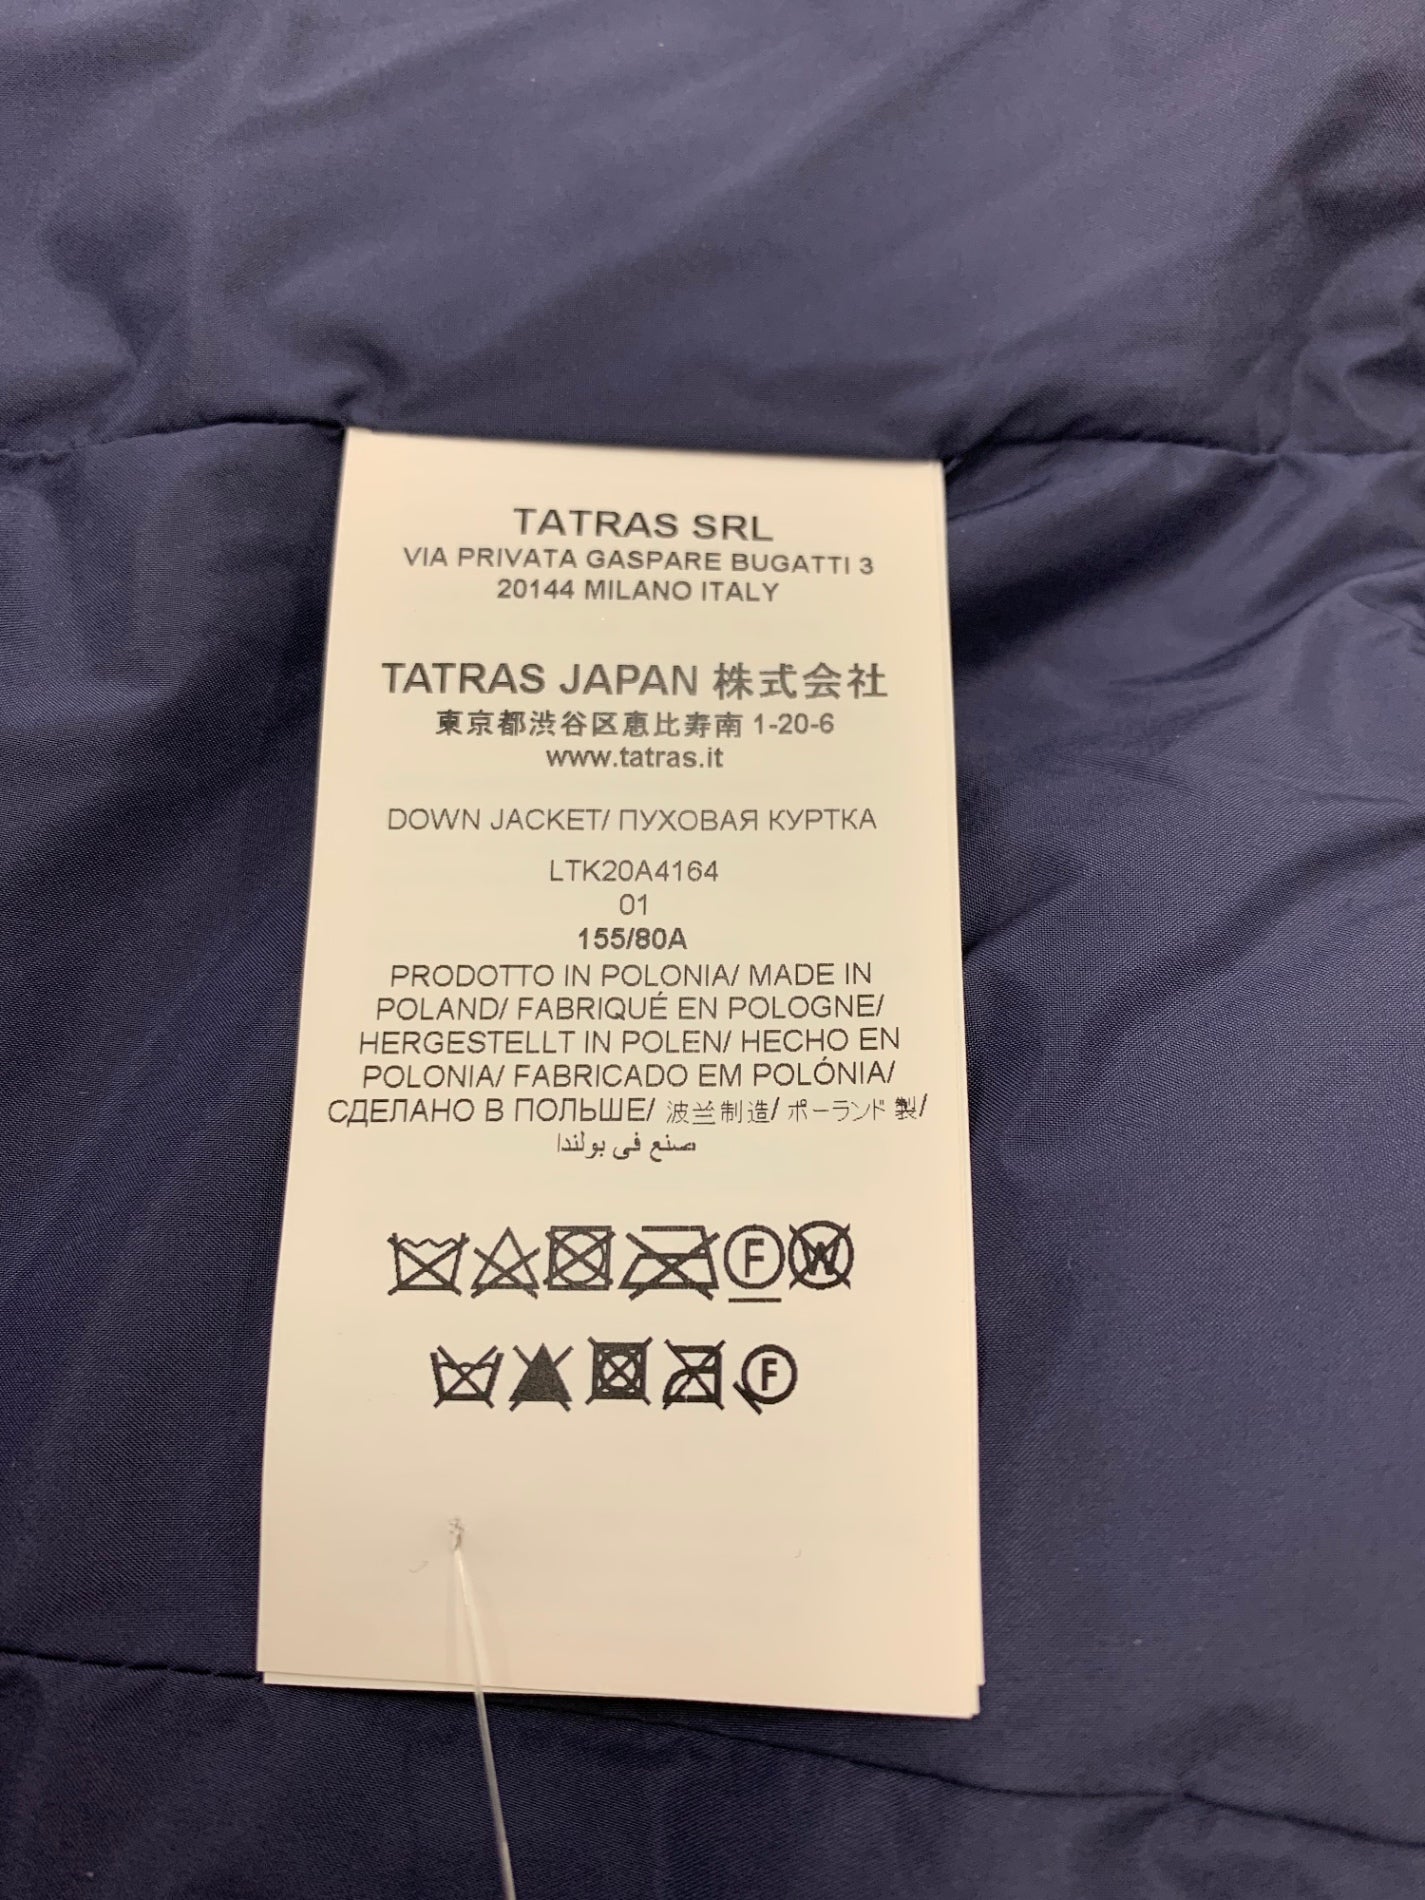 TATRAS SRL
VIA PRIVATA GASPARE BUGATTI 3
20144 MILANO ITALY
TATRAS JAPAN 株式会社
東京都渋谷区恵比寿南 1-20-6
www.tatras.it
DOWN JACKET/ ПУХОВАЯ КУРТКА
LTK20A4164
01
155/80A
PRODOTTO IN POLONIA/ MADE IN
POLAND/ FABRIQUÉ EN POLOGNE/
HERGESTELLT IN POLEN/ HECHO EN
POLONIA/ FABRICADO EM POLÓNIA/
СДЕЛАНО В ПОЛЬШЕ/ 波兰制造/ ポーランド 製/
صنع في بولندا
F W
F